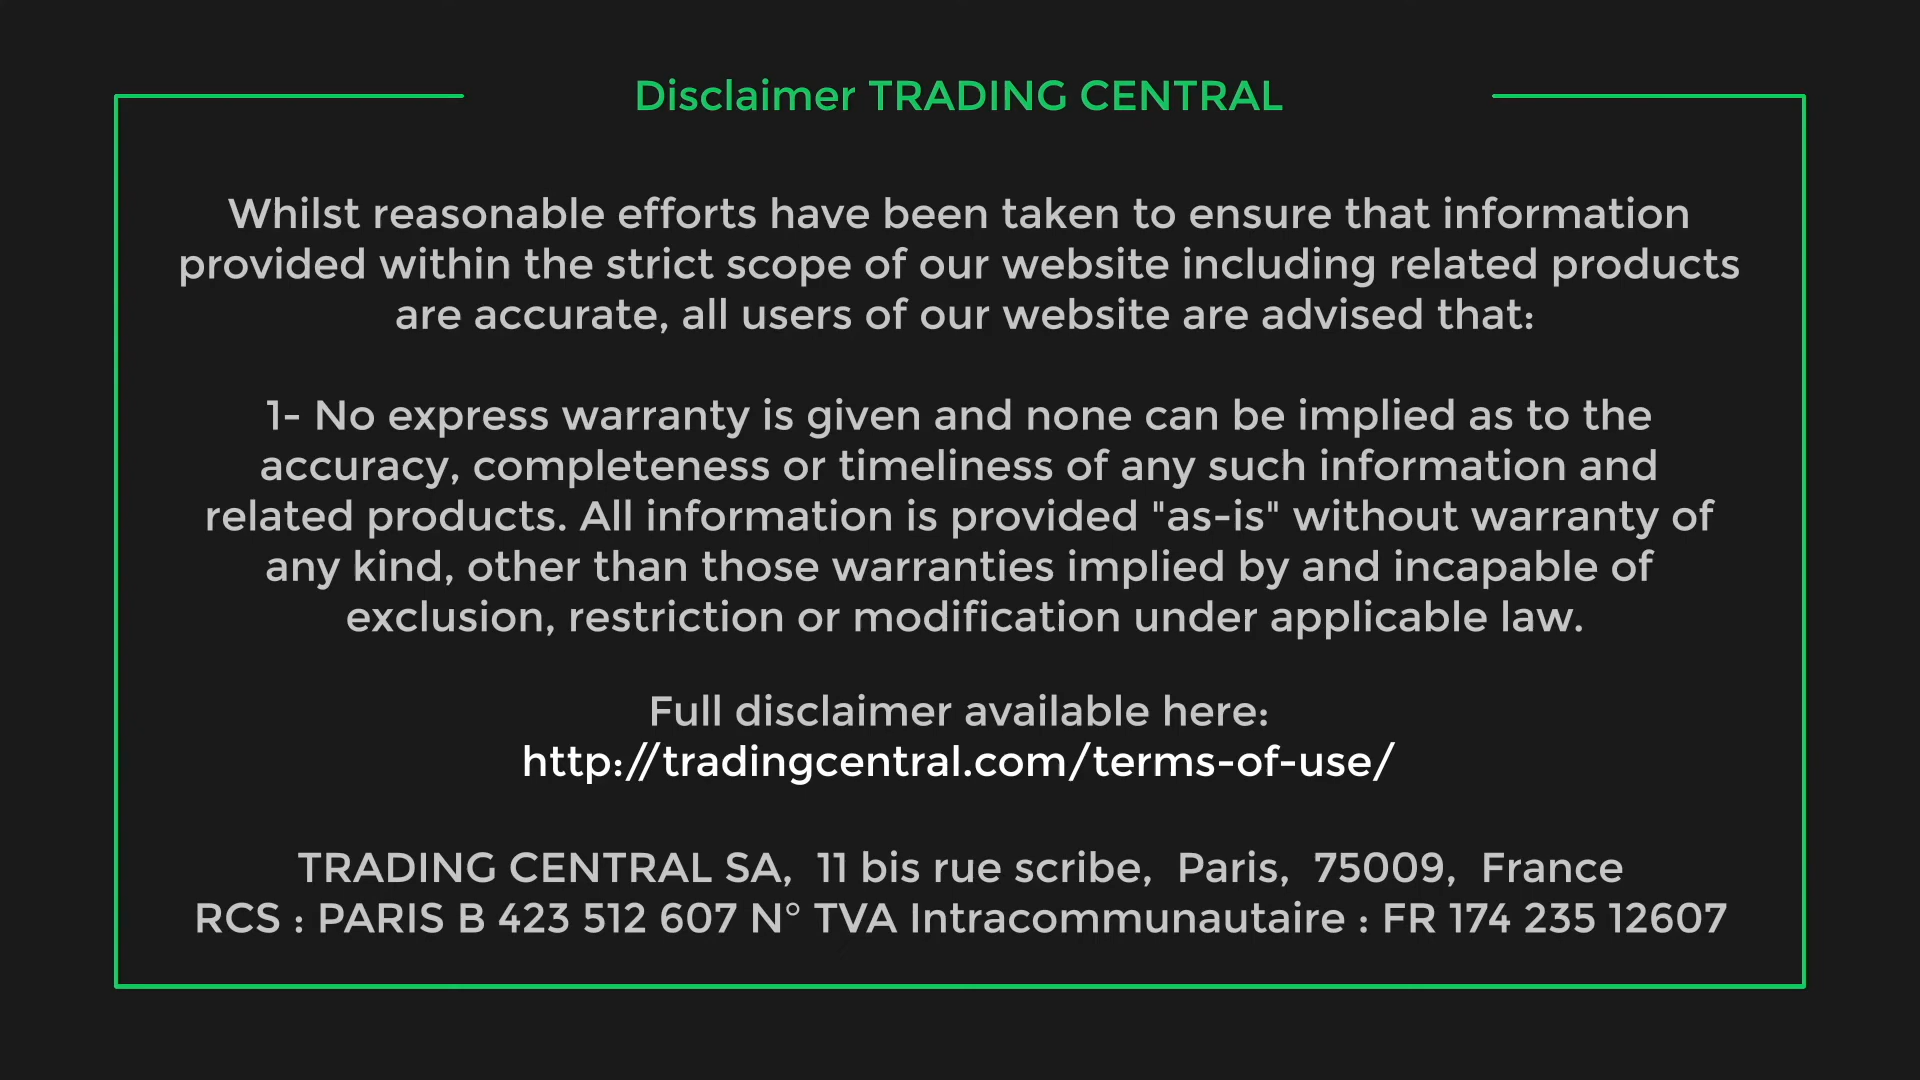 Disclaimer TRADING CENTRAL
Whilst reasonable efforts have been taken to ensure that information
provided within the strict scope of our website including related products
are accurate, all users of our website are advised that:
1- No express warranty is given and none can be implied as to the
accuracy, completeness or timeliness of any such information and
related products. All information is provided "as-is" without warranty of
any kind, other than those warranties implied by and incapable of
exclusion, restriction or modification under applicable law.
Full disclaimer available here:
http://tradingcentral.com/terms-of-use/
TRADING CENTRAL SA, 11 bis rue scribe, Paris, 75009, France
RCS : PARIS B 423 512 607 N° TVA Intracommunautaire : FR 174 235 12607